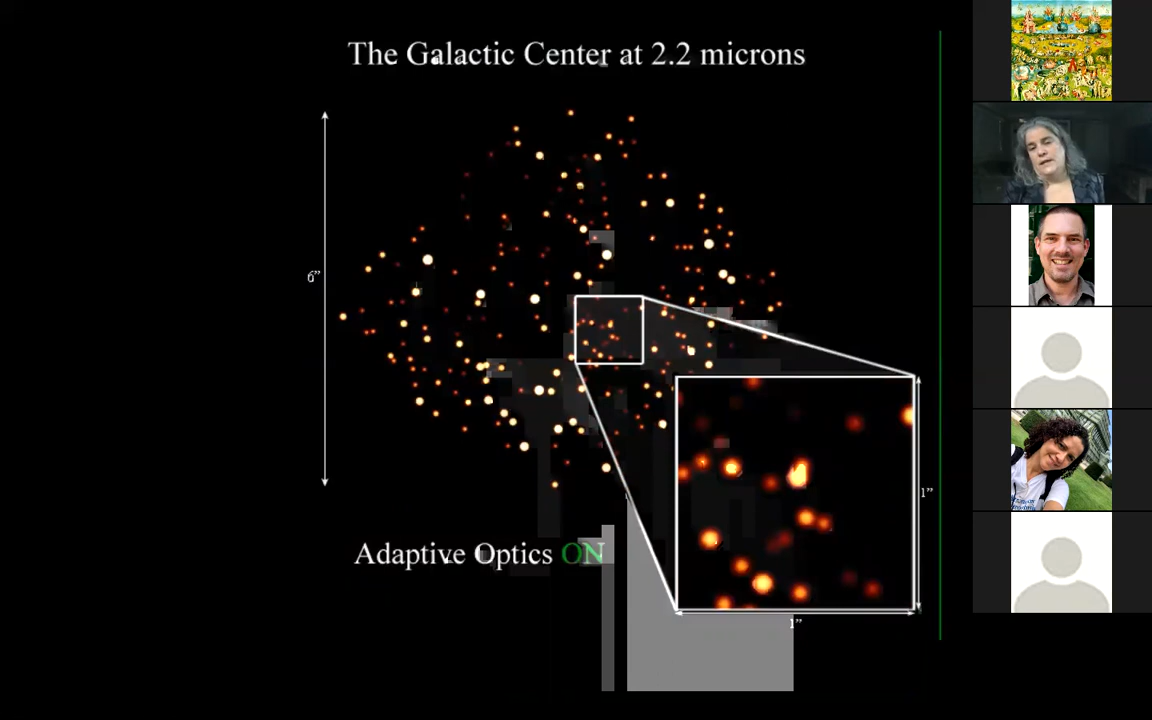 The Galactic Center at 2.2 microns
6"
1"
Adaptive Optics ON
1"